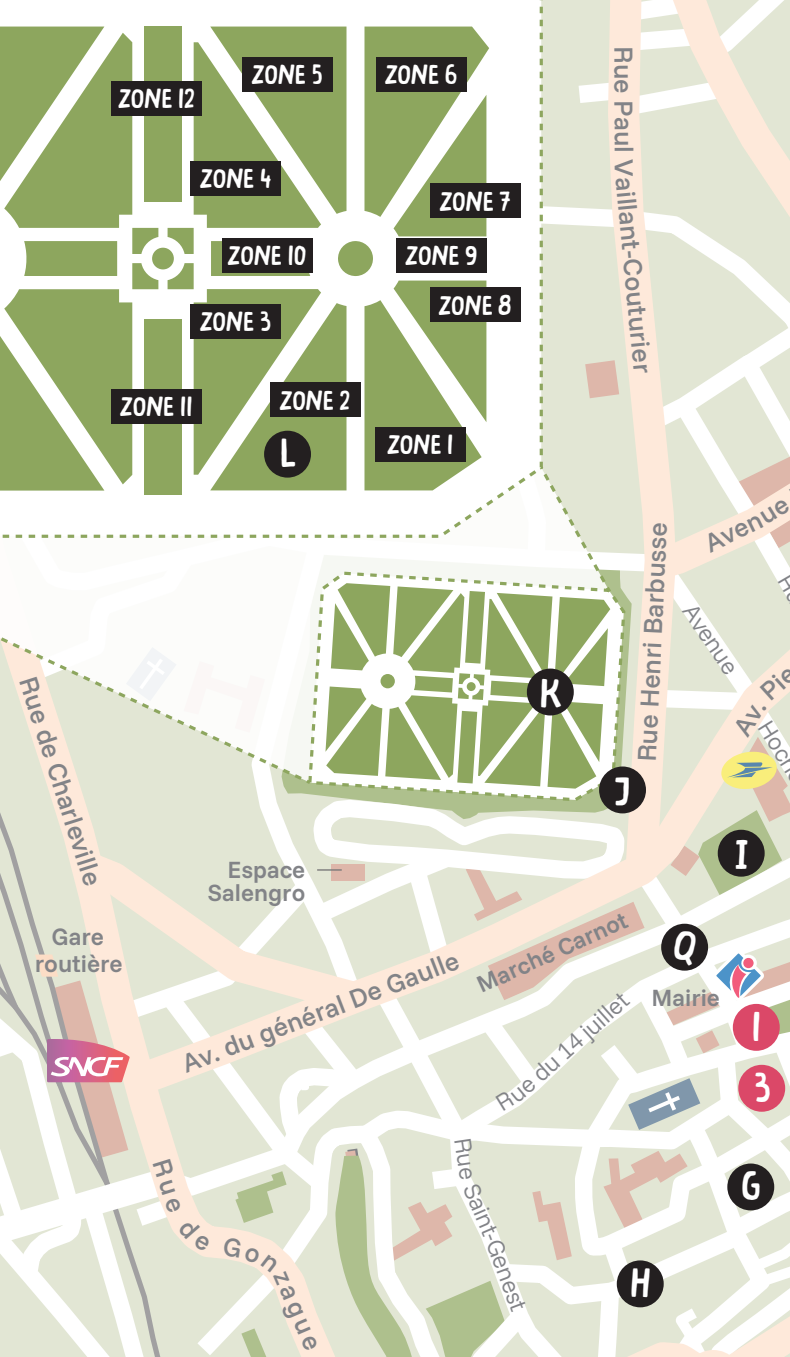 ZONE 5
ZONE 6
ZONE 12
ZONE 4
ZONE 7
ZONE 10
ZONE 9
ZONE 8
ZONE 3
ZONE 2
ZONE 11
ZONE 1
L
Rue Paul Vaillant-Couturier
Avenue
Rue Henri Barbusse
Avenue
Av. Pie
Hoche
K
J
I
Rue de Charleville
Espace
Salengro
Gare
routière
Marché Carnot
Av. du général De Gaulle
Q
Mairie
1
SNCF
Rue du 14 juillet
3
Rue Saint-Genest
G
Rue de Gonzague
H